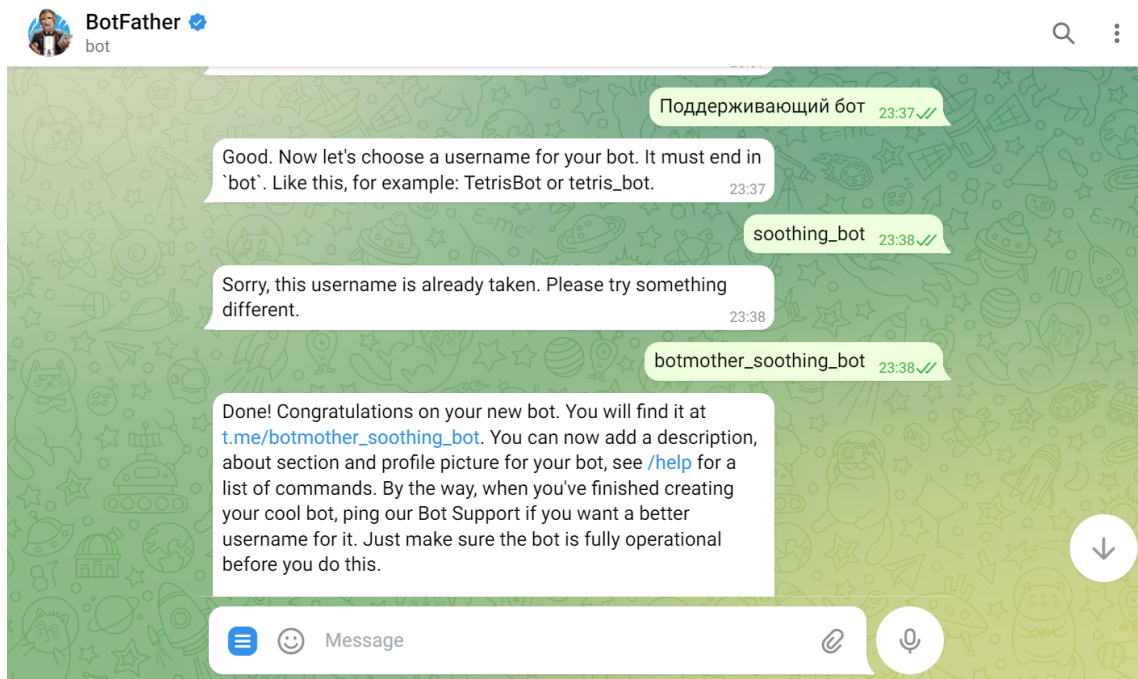 BotFather
bot
Поддерживающий бот 23:37
Good. Now let's choose a username for your bot. It must end in
`bot`. Like this, for example: TetrisBot or tetris_bot.
23:37
soothing_bot 23:38
Sorry, this username is already taken. Please try something
different.
23:38
botmother_soothing_bot 23:38
Done! Congratulations on your new bot. You will find it at
t.me/botmother_soothing_bot. You can now add a description,
about section and profile picture for your bot, see /help for a
list of commands. By the way, when you've finished creating
your cool bot, ping our Bot Support if you want a better
username for it. Just make sure the bot is fully operational
before you do this.
Message